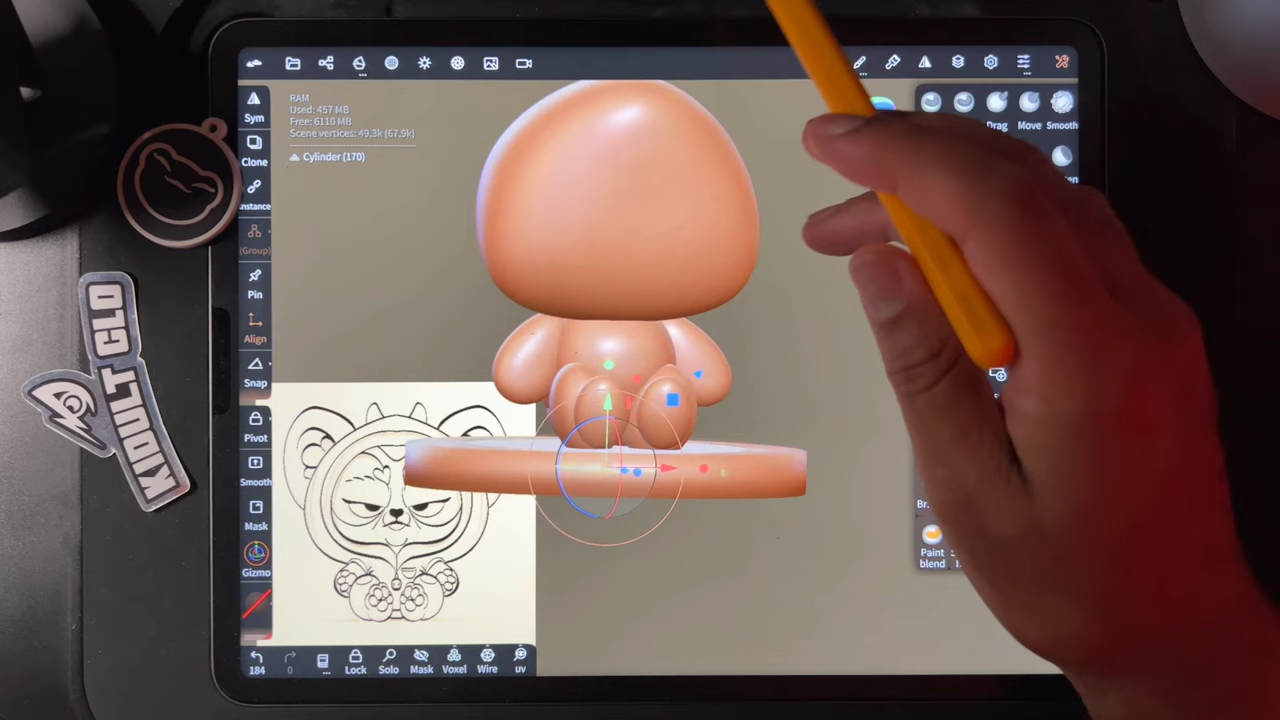 RAM
Used: 457 MB
Free: 6110 MB
Scene vertices: 49.3k (67.9k)
Cylinder (170)
Sym
Clone
Instance
(Group)
Pin
Align
Snap
Pivot
Smooth
Mask
Gizmo
Drag
Move
Smooth
Paint
blend
184
0
Lock
Solo
Mask
Voxel
Wire
uv
KIDULT CLO